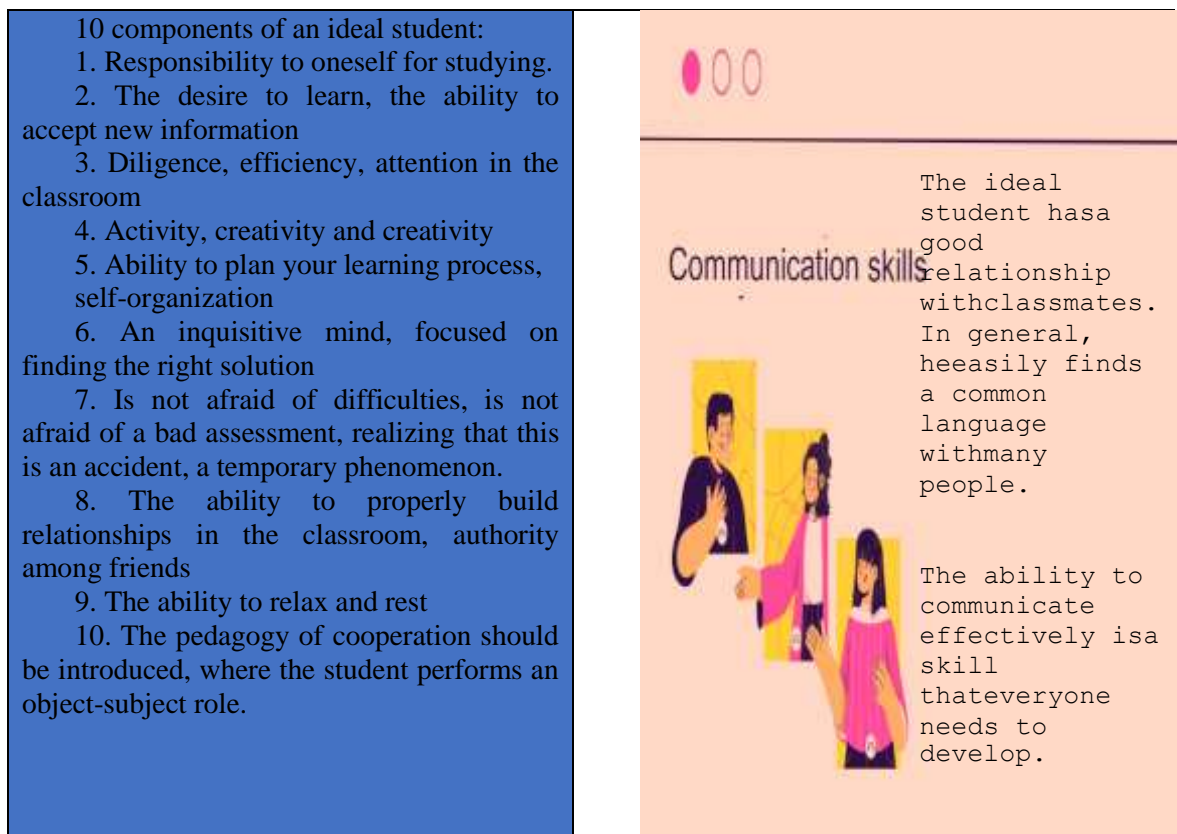 10 components of an ideal student:
1. Responsibility to oneself for studying.
2. The desire to learn, the ability to
accept new information
3. Diligence, efficiency, attention in the
classroom
4. Activity, creativity and creativity
5. Ability to plan your learning process,
self-organization
6. An inquisitive mind, focused on
finding the right solution
7. Is not afraid of difficulties, is not
afraid of a bad assessment, realizing that this
is an accident, a temporary phenomenon.
8. The ability to properly build
relationships in the classroom, authority
among friends
9. The ability to relax and rest
10. The pedagogy of cooperation should
be introduced, where the student performs an
object-subject role.
Communication skills
The ideal
student hasa
good
relationship
withclassmates.
In general,
heeasily finds
a common
language
withmany
people.
The ability to
communicate
effectively isa
skill
thateveryone
needs to
develop.